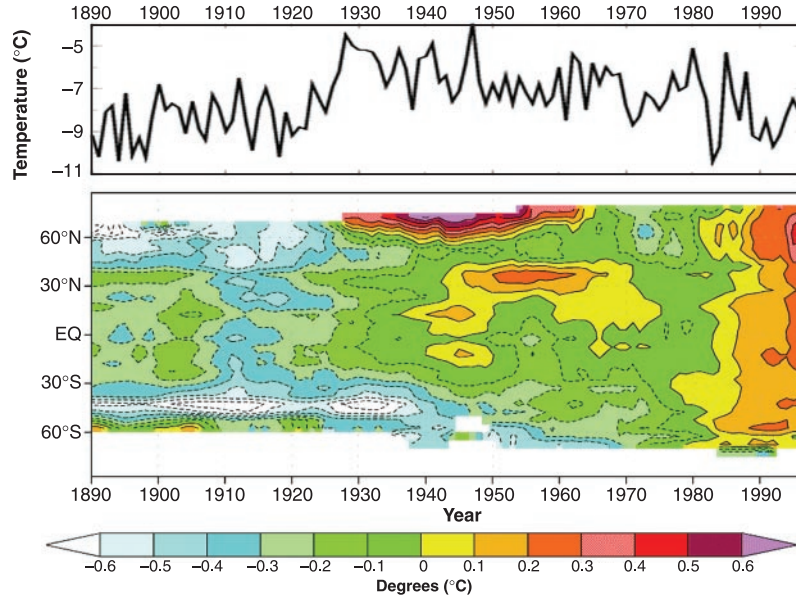 1890 1900 1910 1920 1930 1940 1950 1960 1970 1980 1990
Temperature (°C)
−5
−7
−9
−11
60°N
30°N
EQ
30°S
60°S
1890 1900 1910 1920 1930 1940 1950 1960 1970 1980 1990
Year
−0.6 −0.5 −0.4 −0.3 −0.2 −0.1 0 0.1 0.2 0.3 0.4 0.5 0.6
Degrees (°C)